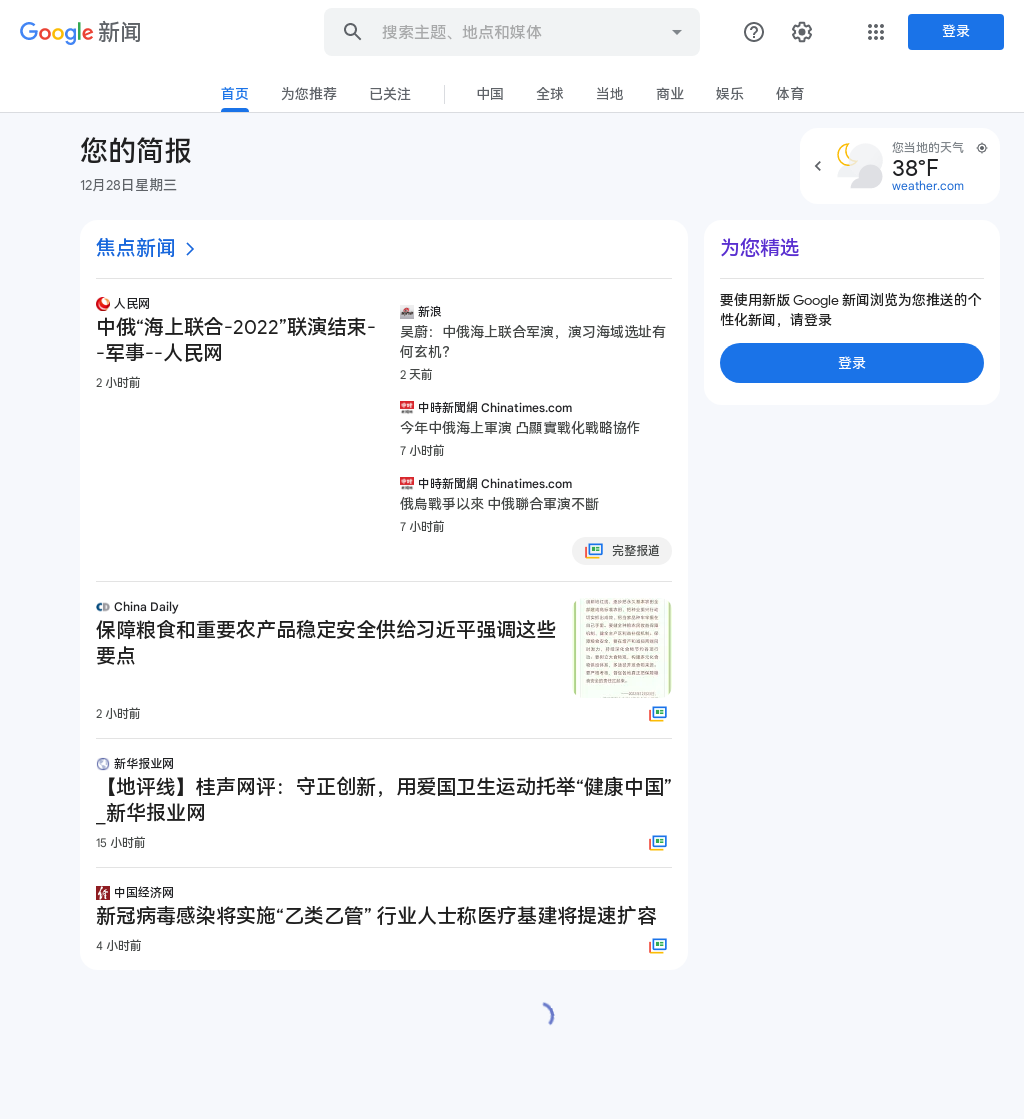 Google 新闻
搜索主题、地点和媒体
登录
首页
为您推荐
已关注
中国
全球
当地
商业
娱乐
体育
您的简报
12月28日星期三
您当地的天气
38°F
weather.com
焦点新闻
人民网
中俄“海上联合-2022”联演结束-
-军事--人民网
2 小时前
新浪
吴蔚：中俄海上联合军演，演习海域选址有
何玄机？
2 天前
中時新聞網 Chinatimes.com
今年中俄海上軍演 凸顯實戰化戰略協作
7 小时前
中時新聞網 Chinatimes.com
俄烏戰爭以來 中俄聯合軍演不斷
7 小时前
完整报道
China Daily
保障粮食和重要农产品稳定安全供给习近平强调这些
要点
2 小时前
新华报业网
【地评线】桂声网评：守正创新，用爱国卫生运动托举“健康中国”
_新华报业网
15 小时前
中国经济网
新冠病毒感染将实施“乙类乙管” 行业人士称医疗基建将提速扩容
4 小时前
为您精选
要使用新版 Google 新闻浏览为您推送的个
性化新闻，请登录
登录